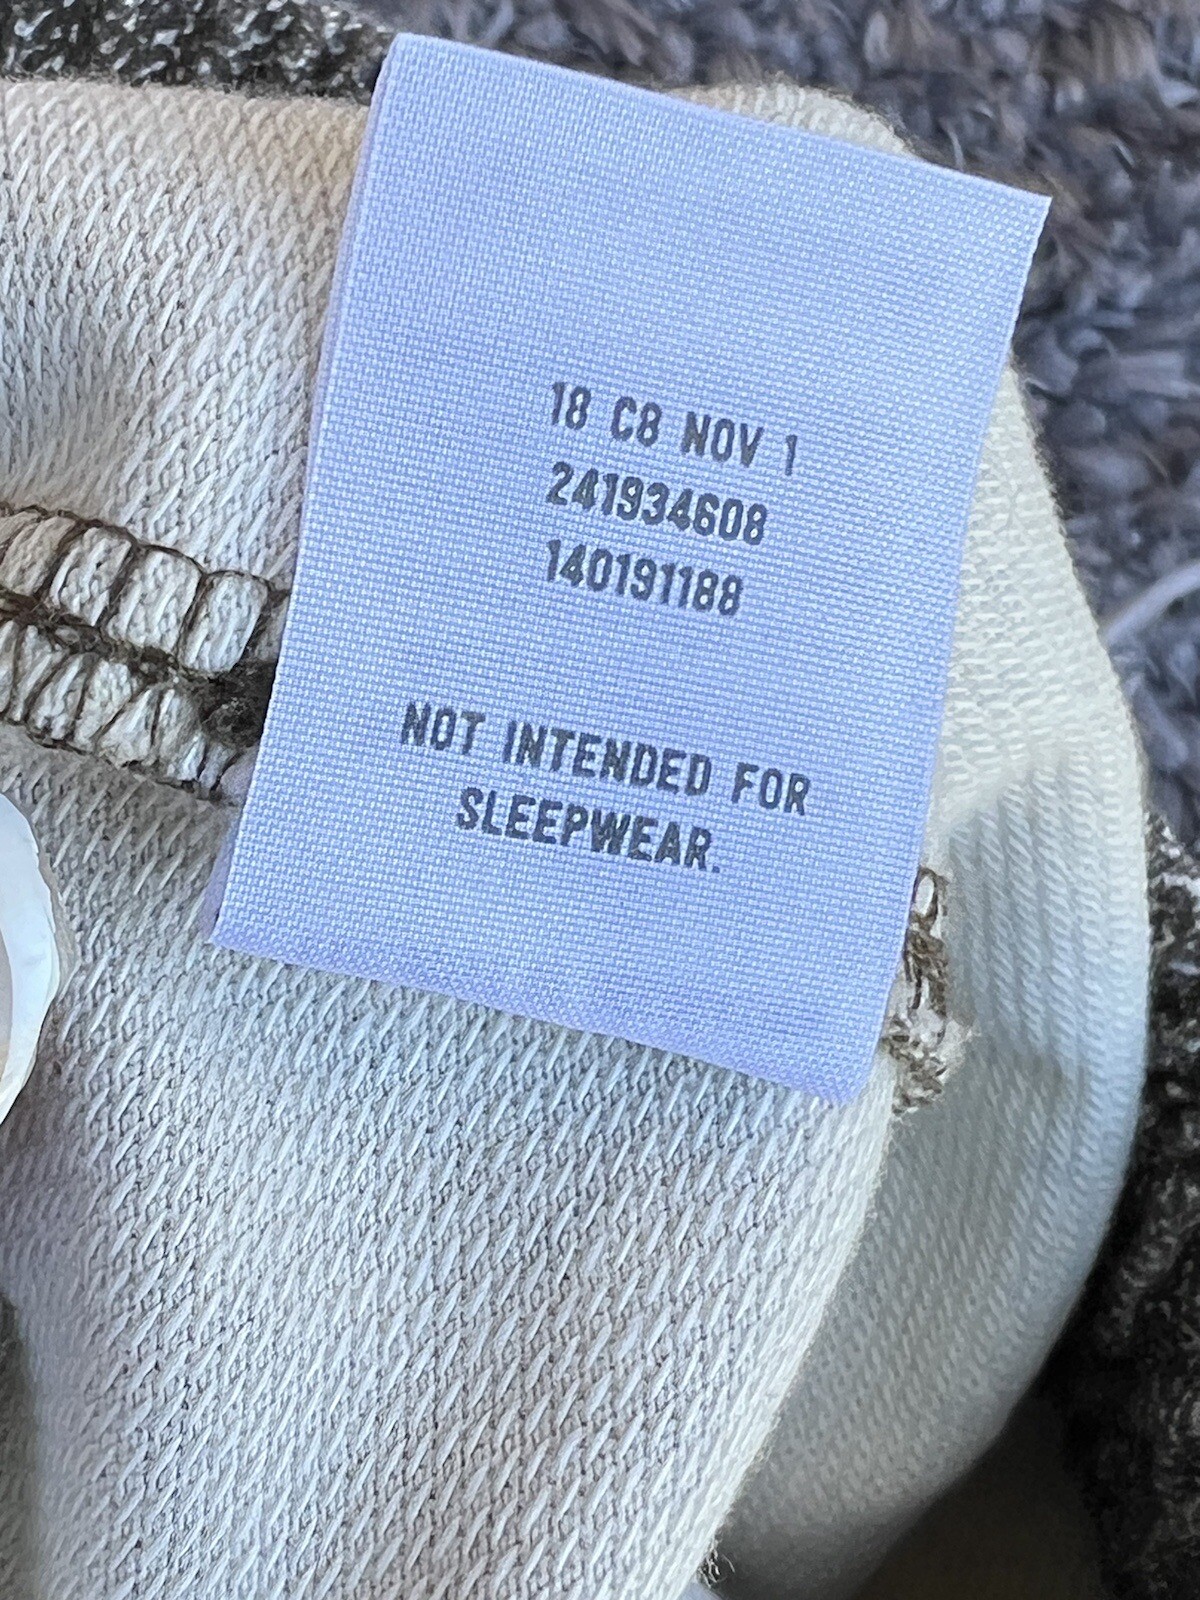 18 C8 NOV 1
241934608
140191188
NOT INTENDED FOR
SLEEPWEAR.